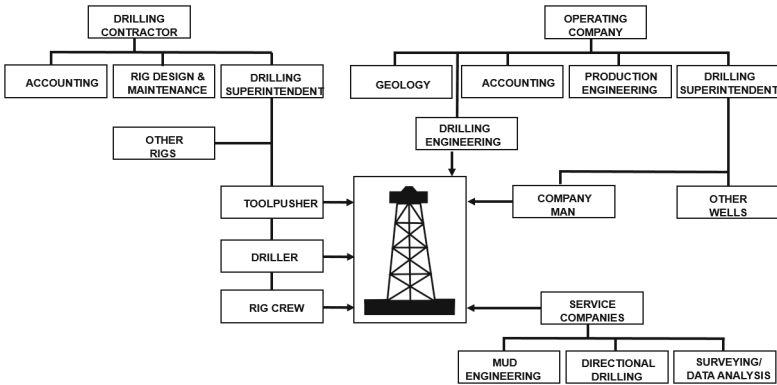 DRILLING
CONTRACTOR
OPERATING
COMPANY
ACCOUNTING
RIG DESIGN &
MAINTENANCE
DRILLING
SUPERINTENDENT
GEOLOGY
ACCOUNTING
PRODUCTION
ENGINEERING
DRILLING
SUPERINTENDENT
OTHER
RIGS
DRILLING
ENGINEERING
TOOLPUSHER
COMPANY
MAN
OTHER
WELLS
DRILLER
RIG CREW
SERVICE
COMPANIES
MUD
ENGINEERING
DIRECTIONAL
DRILLING
SURVEYING/
DATA ANALYSIS